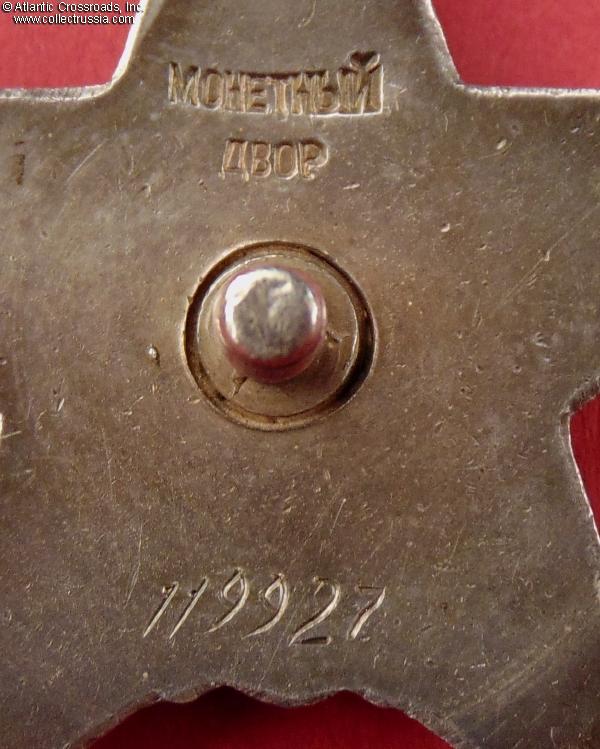 © Atlantic Crossroads, Inc.
www.collectrussia.com
МОНЕТНЫЙ
ДВОР
119927